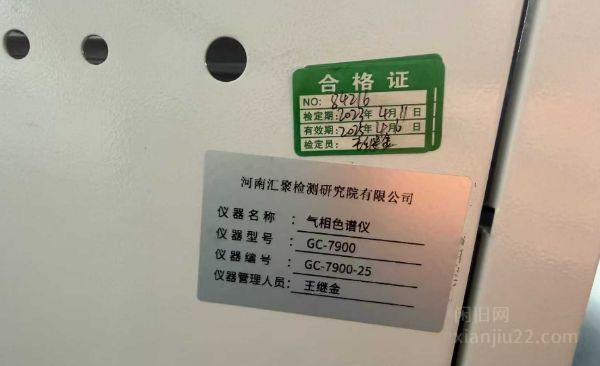 合格证
NO: 84216
检定期: 2023年4月11日
有效期: 2025年4月6日
检定员:
河南汇聚检测研究院有限公司
仪器名称 : 气相色谱仪
仪器型号 : GC-7900
仪器编号 : GC-7900-25
仪器管理人员: 王继金
闲旧网
xianjiu22.com